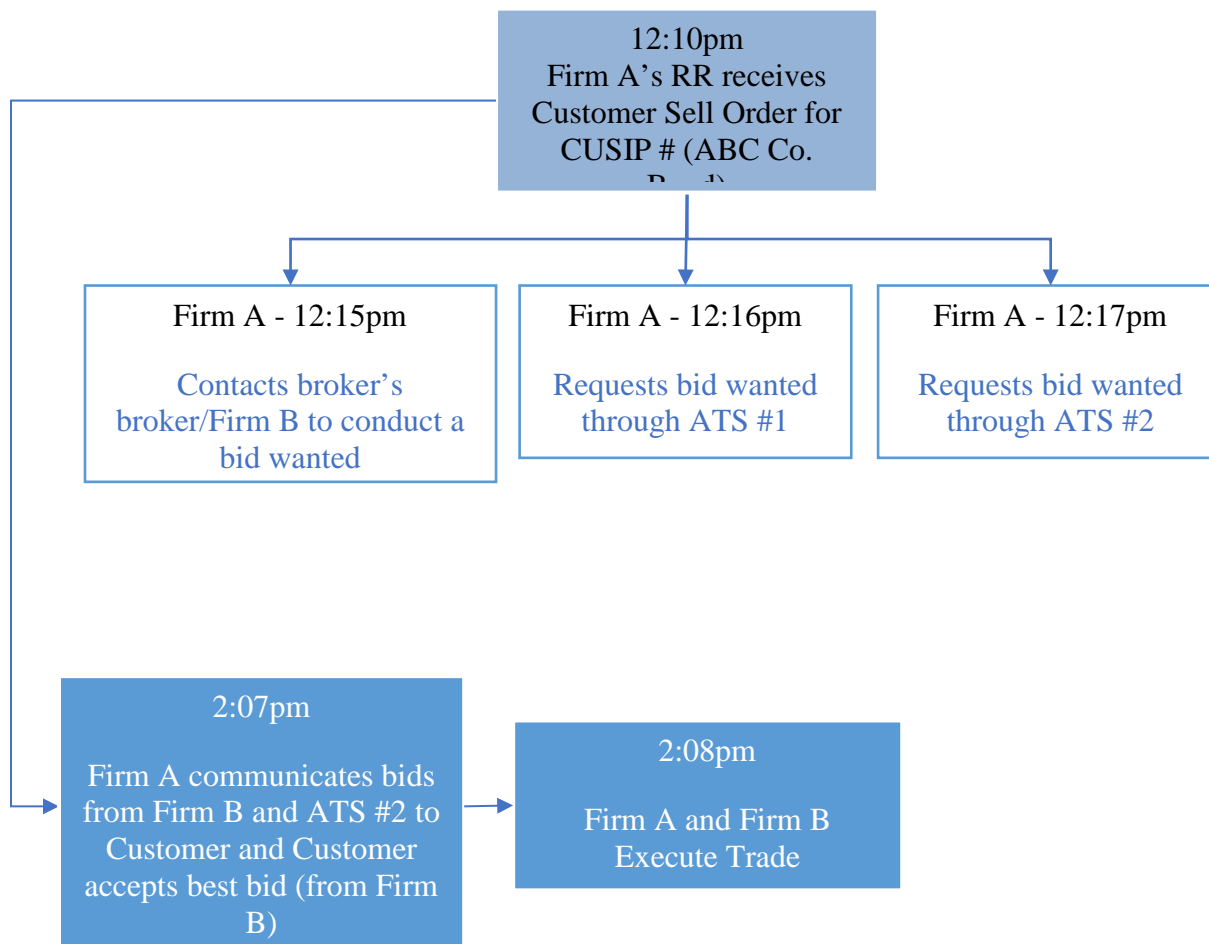 12:10pm
Firm A’s RR receives
Customer Sell Order for
CUSIP # (ABC Co.
Firm A - 12:15pm
Contacts broker’s
broker/Firm B to conduct a
bid wanted
Firm A - 12:16pm
Requests bid wanted
through ATS #1
Firm A - 12:17pm
Requests bid wanted
through ATS #2
2:07pm
Firm A communicates bids
from Firm B and ATS #2 to
Customer and Customer
accepts best bid (from Firm
B)
2:08pm
Firm A and Firm B
Execute Trade